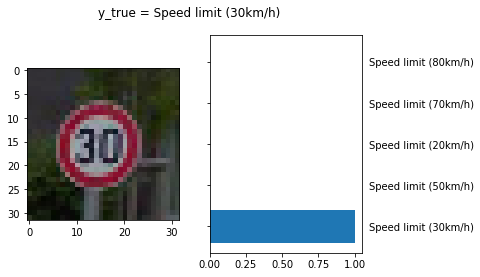 y_true = Speed limit (30km/h)
0
5
10
15
20
25
30
0 10 20 30
30
Speed limit (80km/h)
Speed limit (70km/h)
Speed limit (20km/h)
Speed limit (50km/h)
Speed limit (30km/h)
0.00 0.25 0.50 0.75 1.00